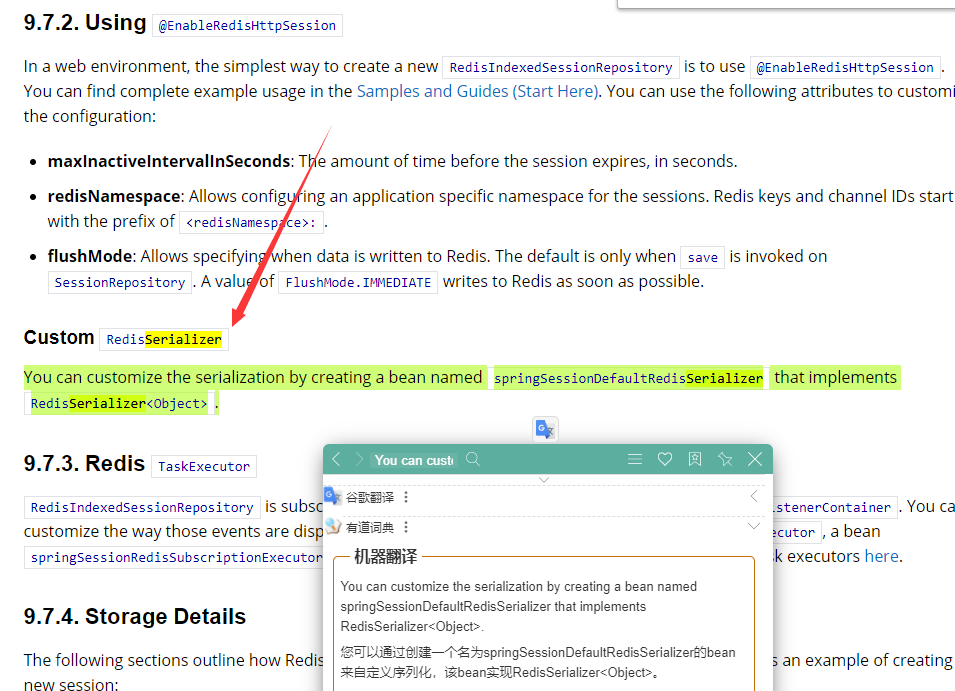 9.7.2. Using @EnableRedisHttpSession
In a web environment, the simplest way to create a new RedisIndexedSessionRepository is to use @EnableRedisHttpSession.
You can find complete example usage in the Samples and Guides (Start Here). You can use the following attributes to customi
the configuration:
• maxInactiveIntervalInSeconds: The amount of time before the session expires, in seconds.
• redisNamespace: Allows configuring an application specific namespace for the sessions. Redis keys and channel IDs start
with the prefix of <redisNamespace>:.
• flushMode: Allows specifying when data is written to Redis. The default is only when save is invoked on
SessionRepository. A value of FlushMode.IMMEDIATE writes to Redis as soon as possible.
Custom RedisSerializer
You can customize the serialization by creating a bean named springSessionDefaultRedisSerializer that implements
RedisSerializer<Object>.
9.7.3. Redis TaskExecutor
RedisIndexedSessionRepository is subsc
stenerContainer. You ca
customize the way those events are disp
ecutor, a bean
springSessionRedisSubscriptionExecutor
k executors here.
9.7.4. Storage Details
The following sections outline how Redis
s an example of creating
new session:
You can cust
谷歌翻译
有道词典
机器翻译
You can customize the serialization by creating a bean named
springSessionDefaultRedisSerializer that implements
RedisSerializer<Object>.
您可以通过创建一个名为springSessionDefaultRedisSerializer的bean
来自定义序列化，该bean实现RedisSerializer<Object>。